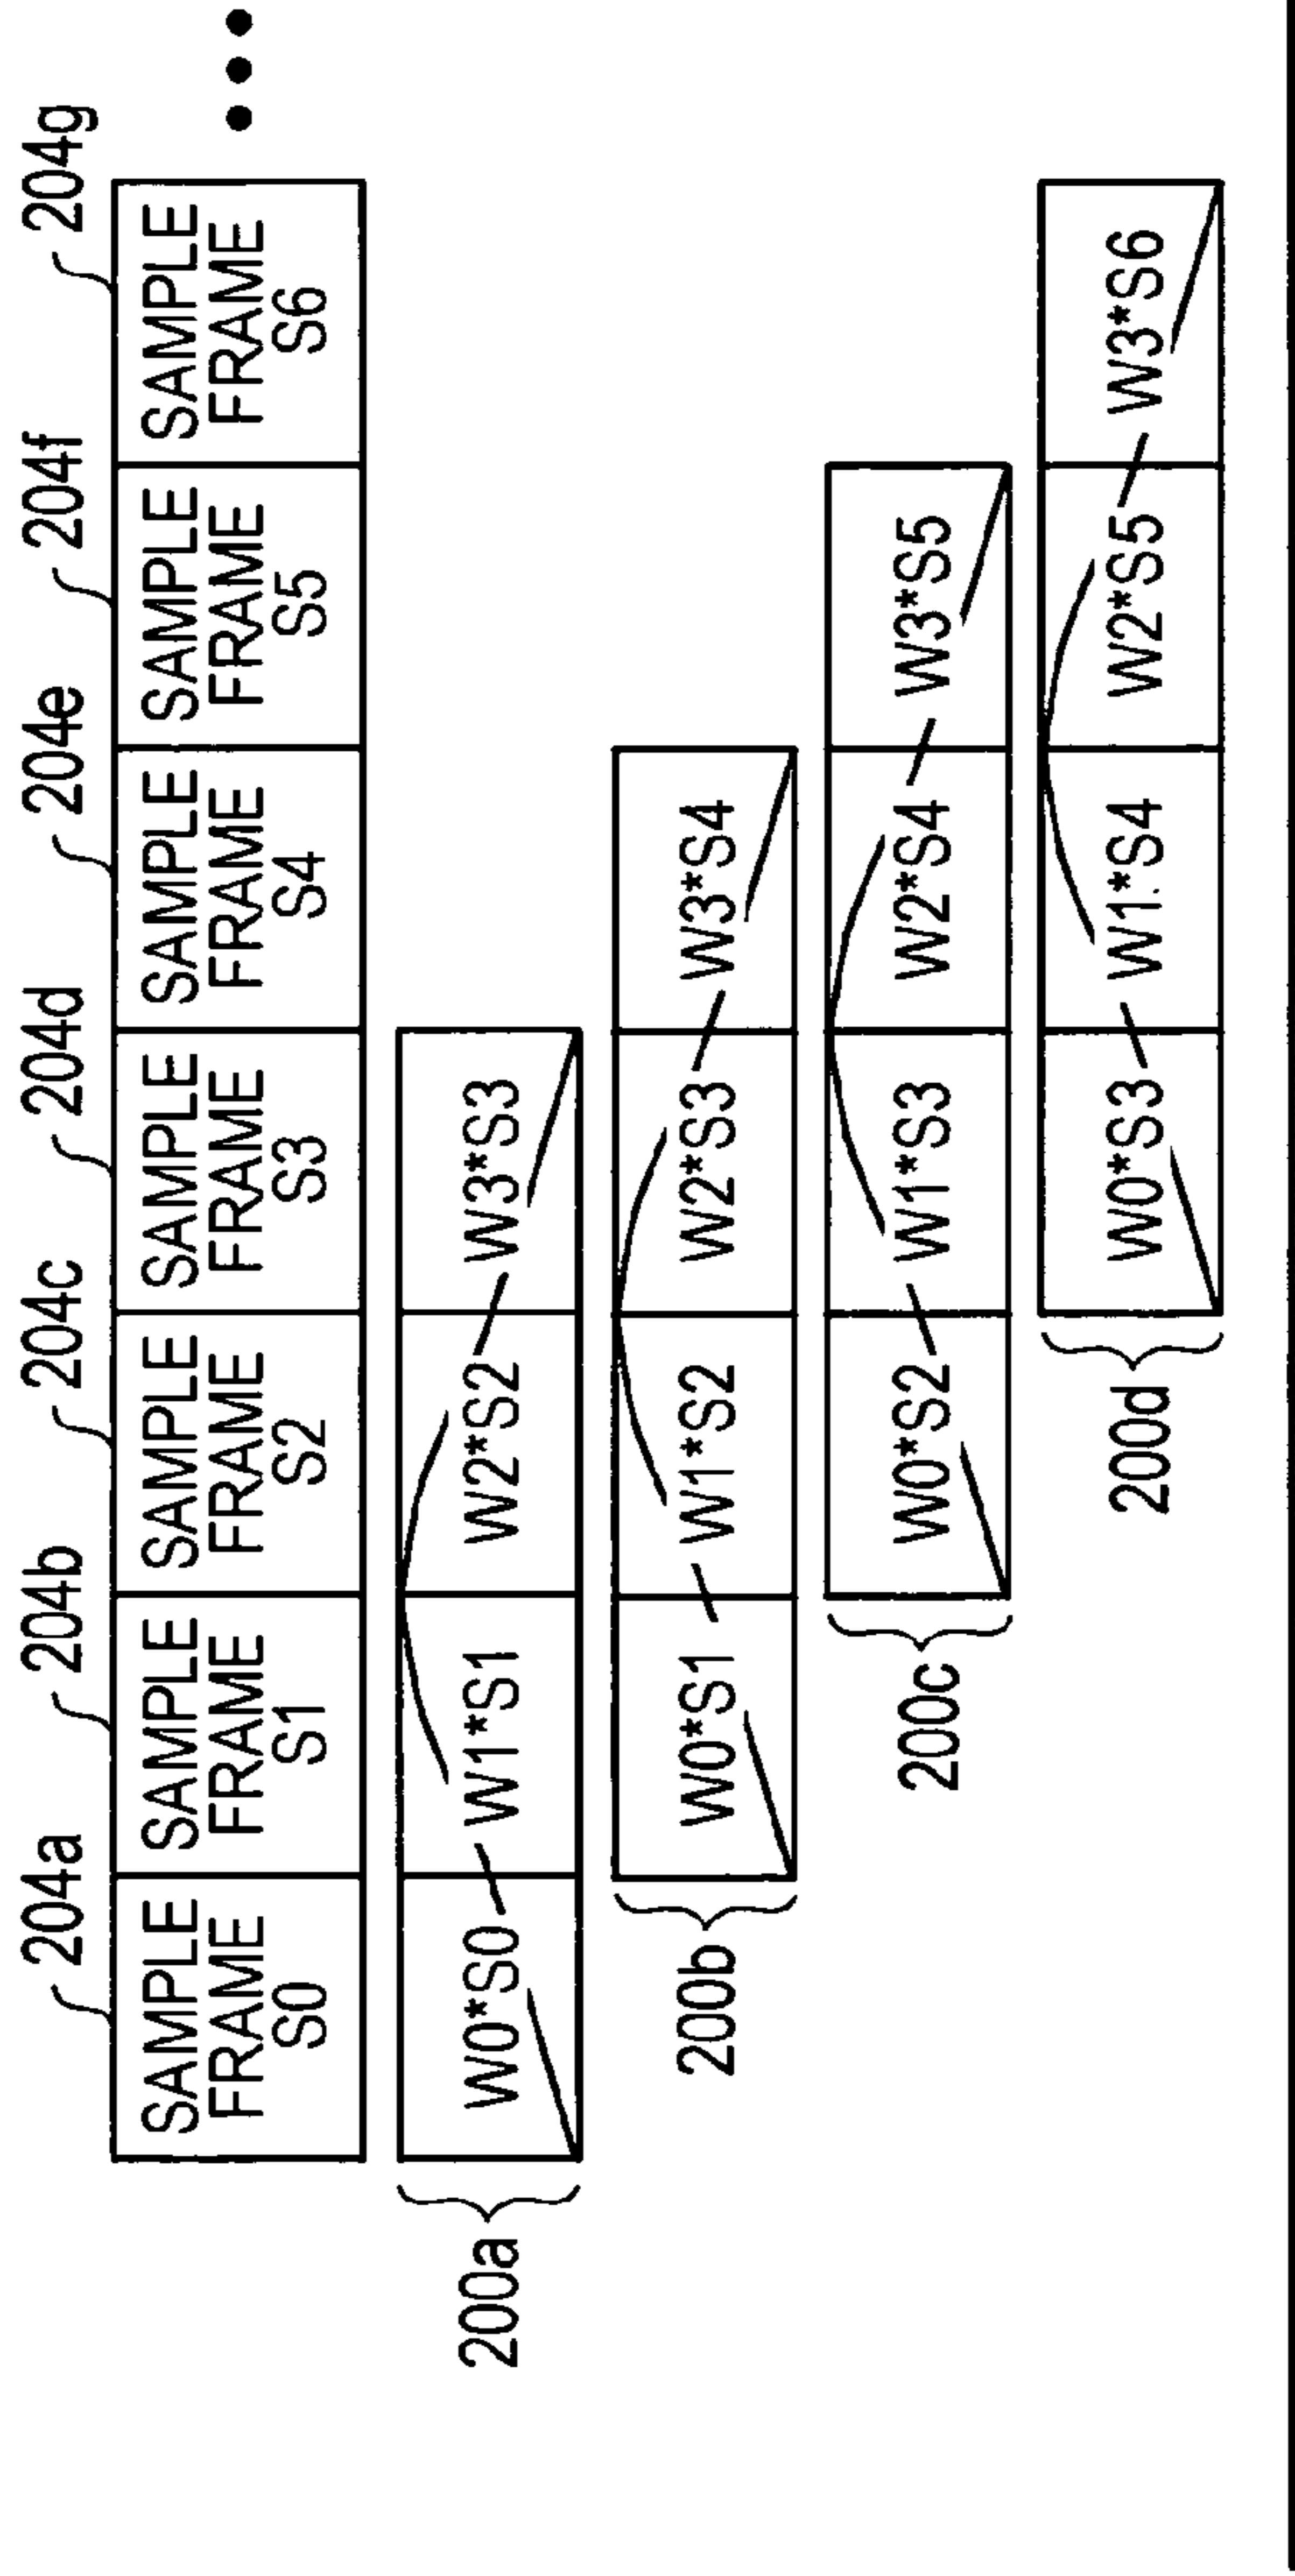 204a 204b 204c 204d 204e 204f 204g
SAMPLE FRAME S0
SAMPLE FRAME S1
SAMPLE FRAME S2
SAMPLE FRAME S3
SAMPLE FRAME S4
SAMPLE FRAME S5
SAMPLE FRAME S6
200a W0*S0 W1*S1 W2*S2 W3*S3
200b W0*S1 W1*S2 W2*S3 W3*S4
200c W0*S2 W1*S3 W2*S4 W3*S5
200d W0*S3 W1*S4 W2*S5 W3*S6